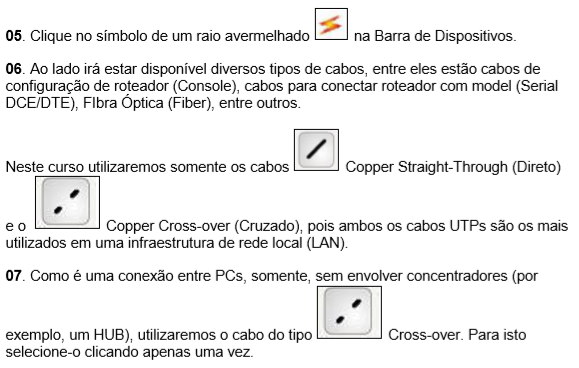 05. Clique no símbolo de um raio avermelhado na Barra de Dispositivos.
06. Ao lado irá estar disponível diversos tipos de cabos, entre eles estão cabos de
configuração de roteador (Console), cabos para conectar roteador com model (Serial
DCE/DTE), FIbra Óptica (Fiber), entre outros.
Neste curso utilizaremos somente os cabos Copper Straight-Through (Direto)
e o Copper Cross-over (Cruzado), pois ambos os cabos UTPs são os mais
utilizados em uma infraestrutura de rede local (LAN).
07. Como é uma conexão entre PCs, somente, sem envolver concentradores (por
exemplo, um HUB), utilizaremos o cabo do tipo Cross-over. Para isto
selecione-o clicando apenas uma vez.